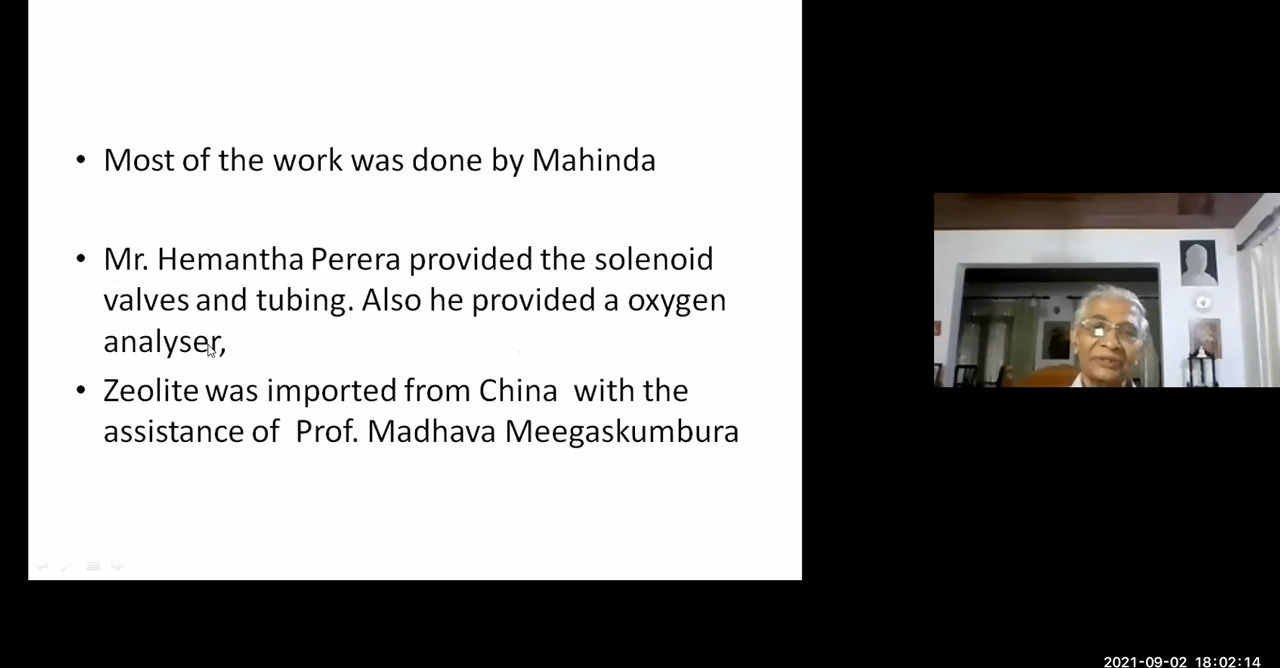 • Most of the work was done by Mahinda
• Mr. Hemantha Perera provided the solenoid
valves and tubing. Also he provided a oxygen
analyser,
• Zeolite was imported from China  with the
assistance of  Prof. Madhava Meegaskumbura
2021-09-02 18:02:14